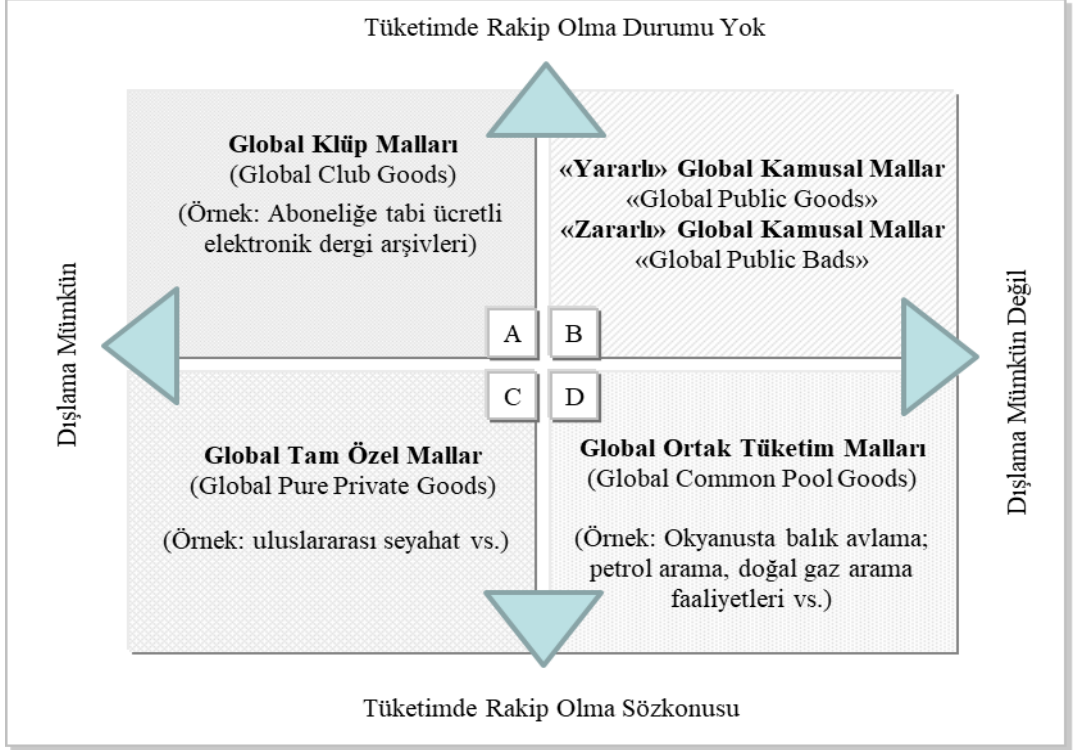 Tüketimde Rakip Olma Durumu Yok
Global Klüp Malları
(Global Club Goods)
(Örnek: Aboneliğe tabi ücretli
elektronik dergi arşivleri)
«Yararlı» Global Kamusal Mallar
«Global Public Goods»
«Zararlı» Global Kamusal Mallar
«Global Public Bads»
Dışlama Mümkün
Dışlama Mümkün Değil
A
B
C
D
Global Tam Özel Mallar
(Global Pure Private Goods)
(Örnek: uluslararası seyahat vs.)
Global Ortak Tüketim Malları
(Global Common Pool Goods)
(Örnek: Okyanusta balık avlama;
petrol arama, doğal gaz arama
faaliyetleri vs.)
Tüketimde Rakip Olma Sözkonusu